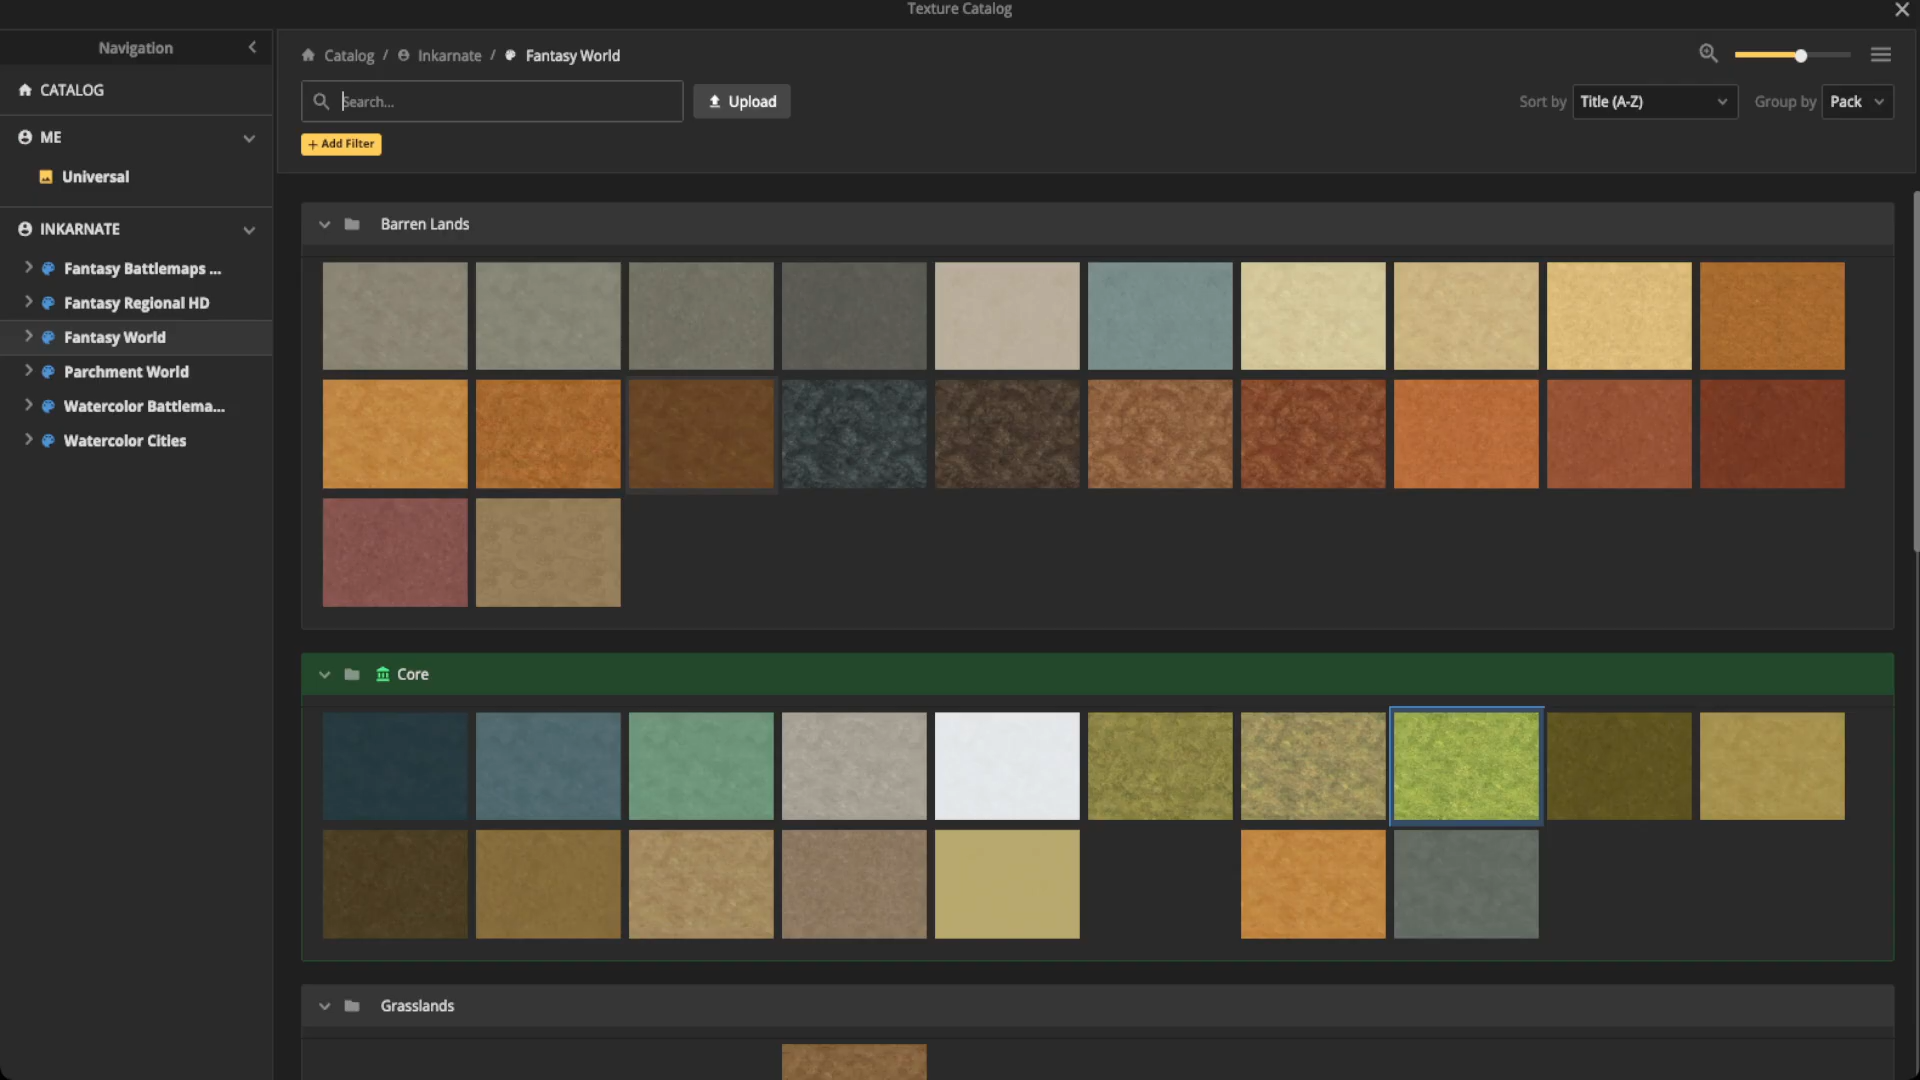 Texture Catalog
Navigation
CATALOG
ME
Universal
INKARNATE
Fantasy Battlemaps ...
Fantasy Regional HD
Fantasy World
Parchment World
Watercolor Battlema...
Watercolor Cities
Catalog / Inkarnate / Fantasy World
Search...
Upload
Sort by Title (A-Z) Group by Pack
+ Add Filter
Barren Lands
Core
Grasslands